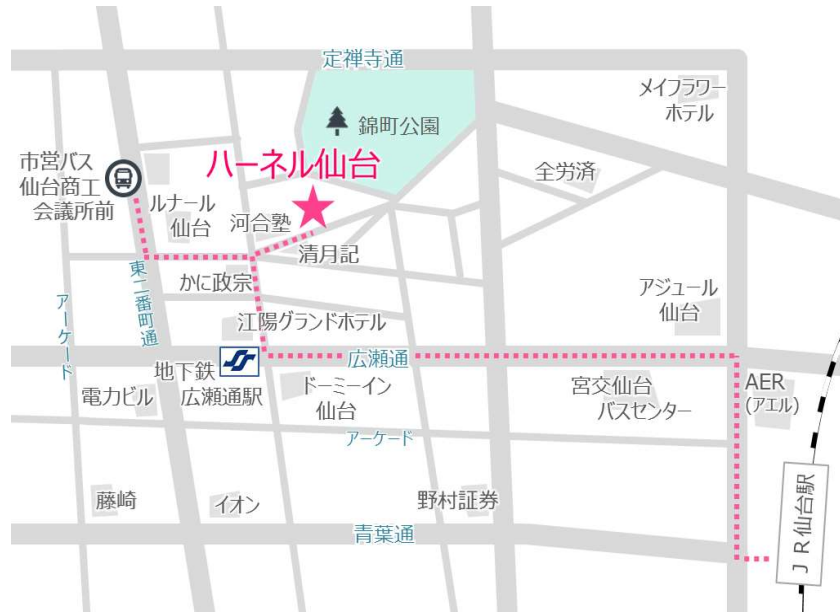 定禅寺通
メイフラワー
ホテル
錦町公園
市営バス
仙台商工
会議所前
ハーネル仙台
全労済
ルナール
仙台
河合塾
清月記
かに政宗
東二番町通
アーケード
アジュール
仙台
江陽グランドホテル
広瀬通
地下鉄
広瀬通駅
電力ビル
ドーミーイン
仙台
宮交仙台
バスセンター
AER
(アエル)
アーケード
藤崎
イオン
野村証券
青葉通
ＪＲ仙台駅